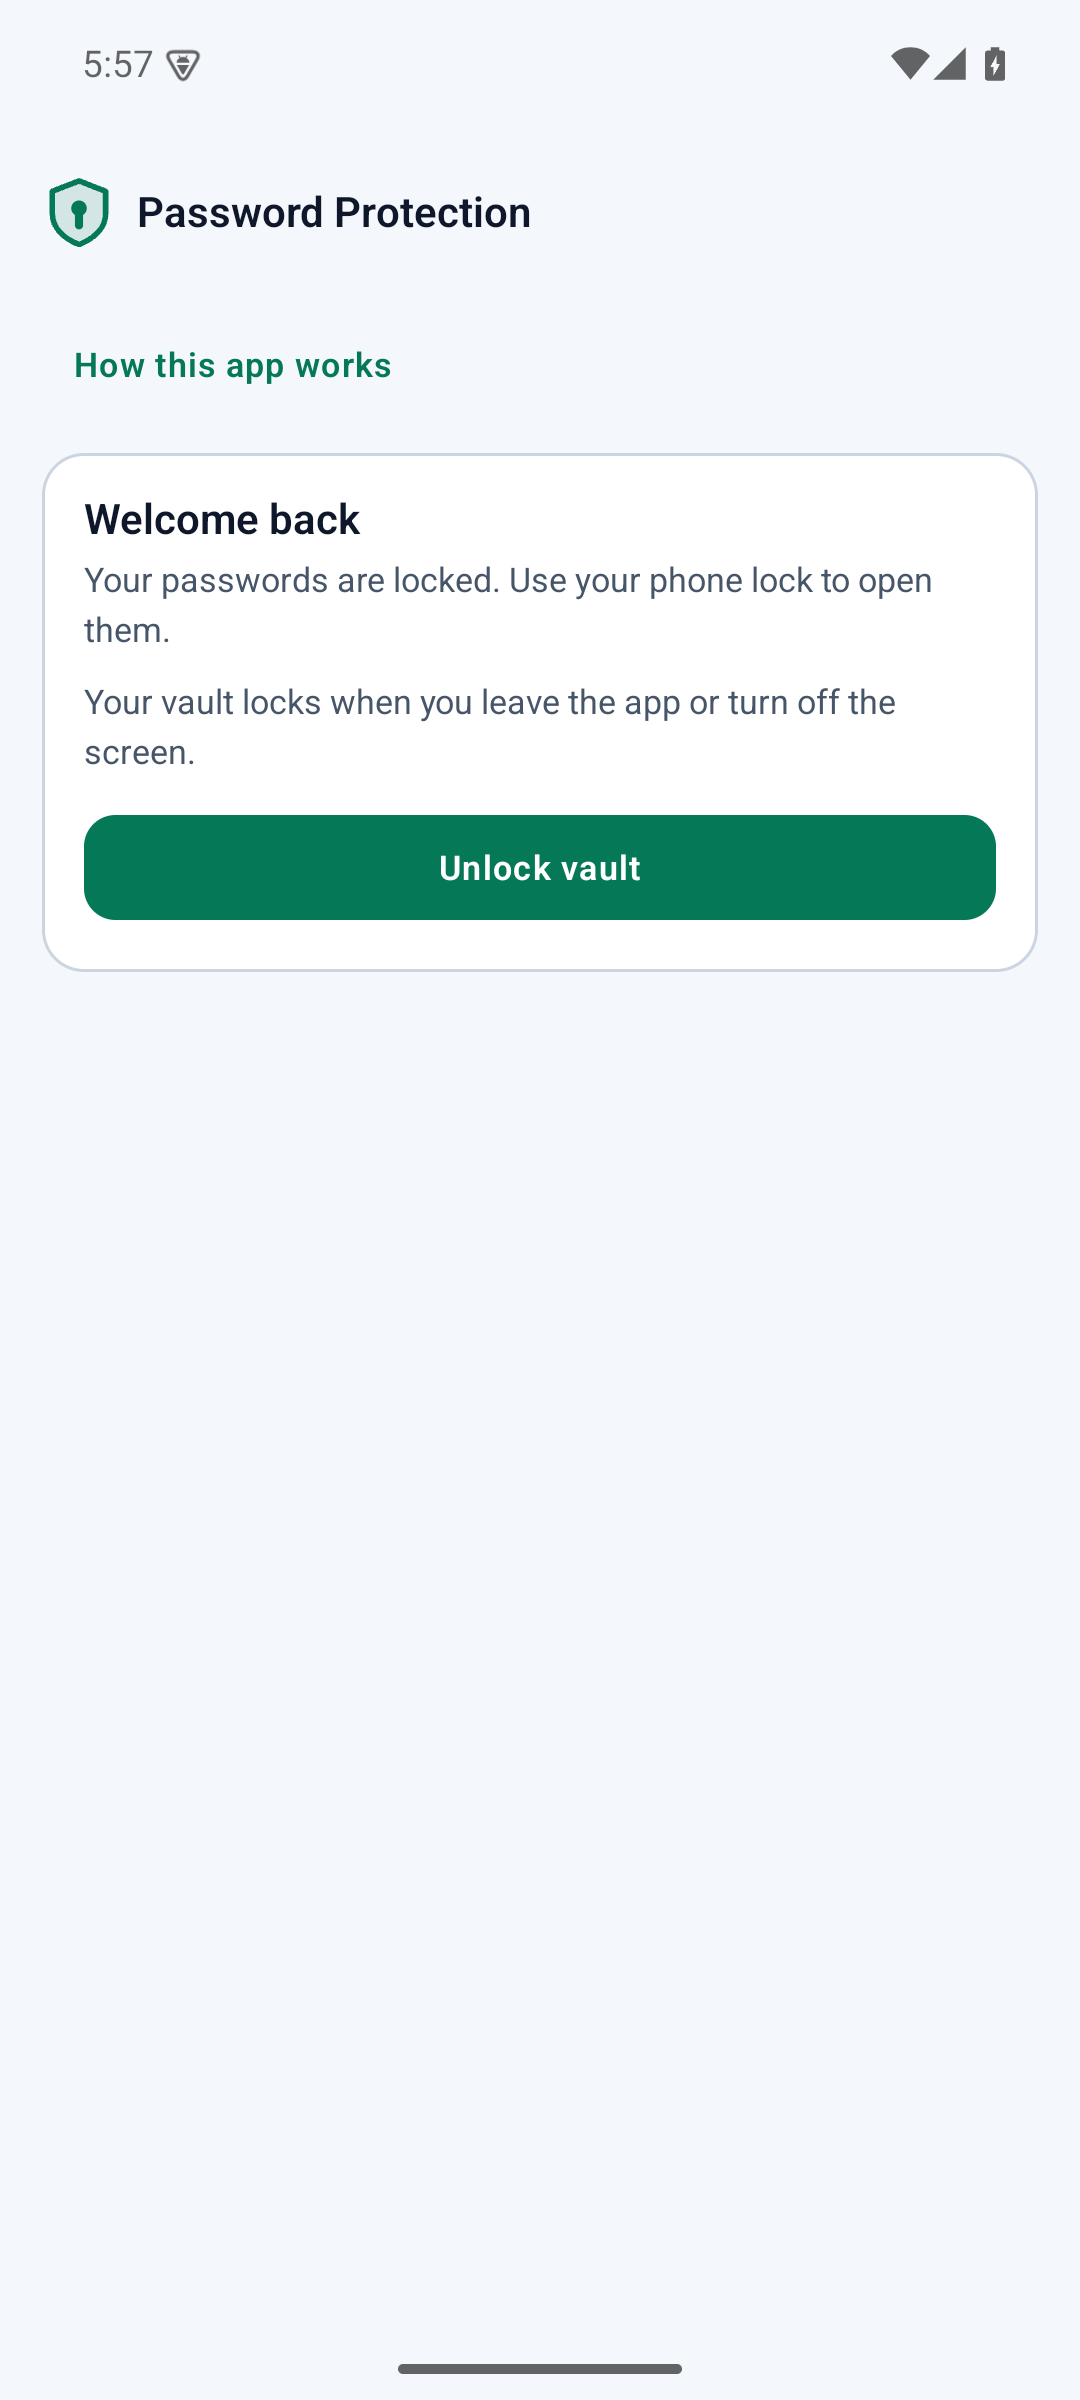 5:57
Password Protection
How this app works
Welcome back
Your passwords are locked. Use your phone lock to open
them.
Your vault locks when you leave the app or turn off the
screen.
Unlock vault